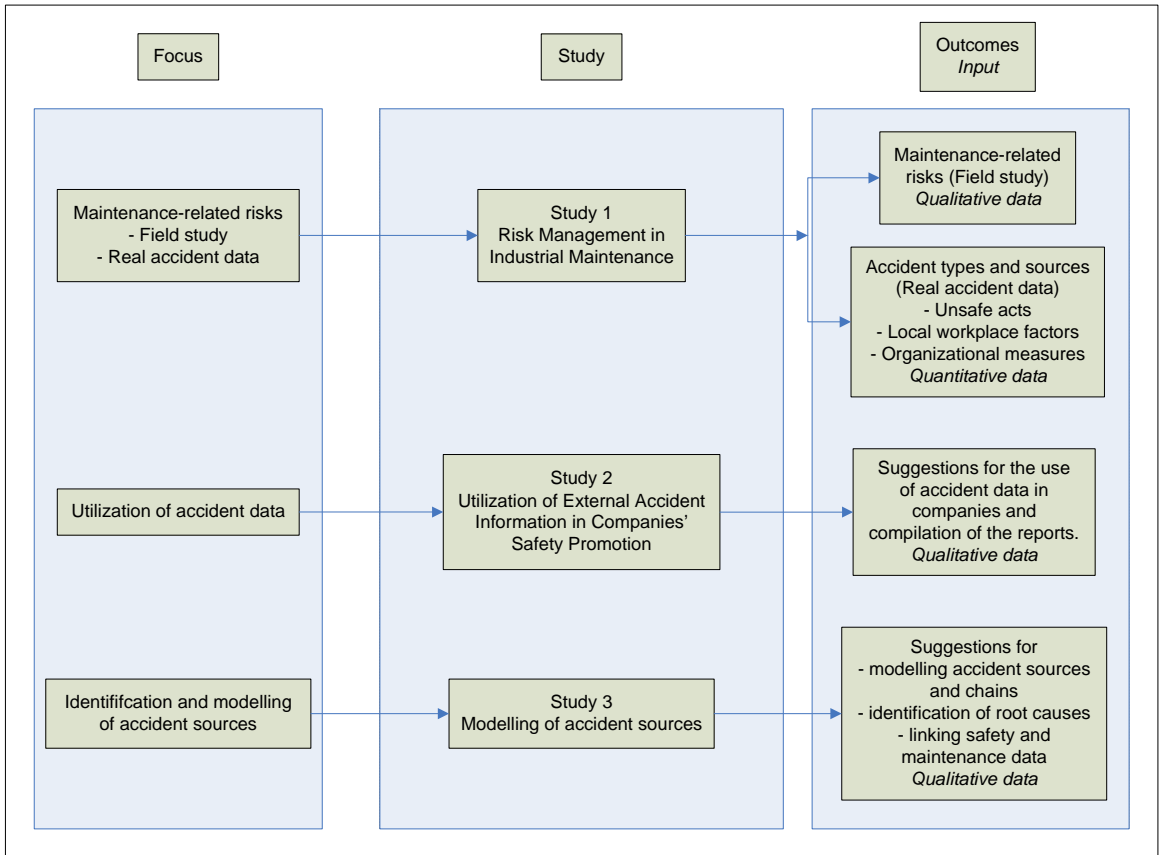 Focus
Study
Outcomes
Input
Maintenance-related risks
- Field study
- Real accident data
Study 1
Risk Management in
Industrial Maintenance
Maintenance-related
risks (Field study)
Qualitative data
Accident types and sources
(Real accident data)
- Unsafe acts
- Local workplace factors
- Organizational measures
Quantitative data
Utilization of accident data
Study 2
Utilization of External Accident
Information in Companies’
Safety Promotion
Suggestions for the use
of accident data in
companies and
compilation of the reports.
Qualitative data
Identififcation and modelling
of accident sources
Study 3
Modelling of accident sources
Suggestions for
- modelling accident sources
and chains
- identification of root causes
- linking safety and
maintenance data
Qualitative data